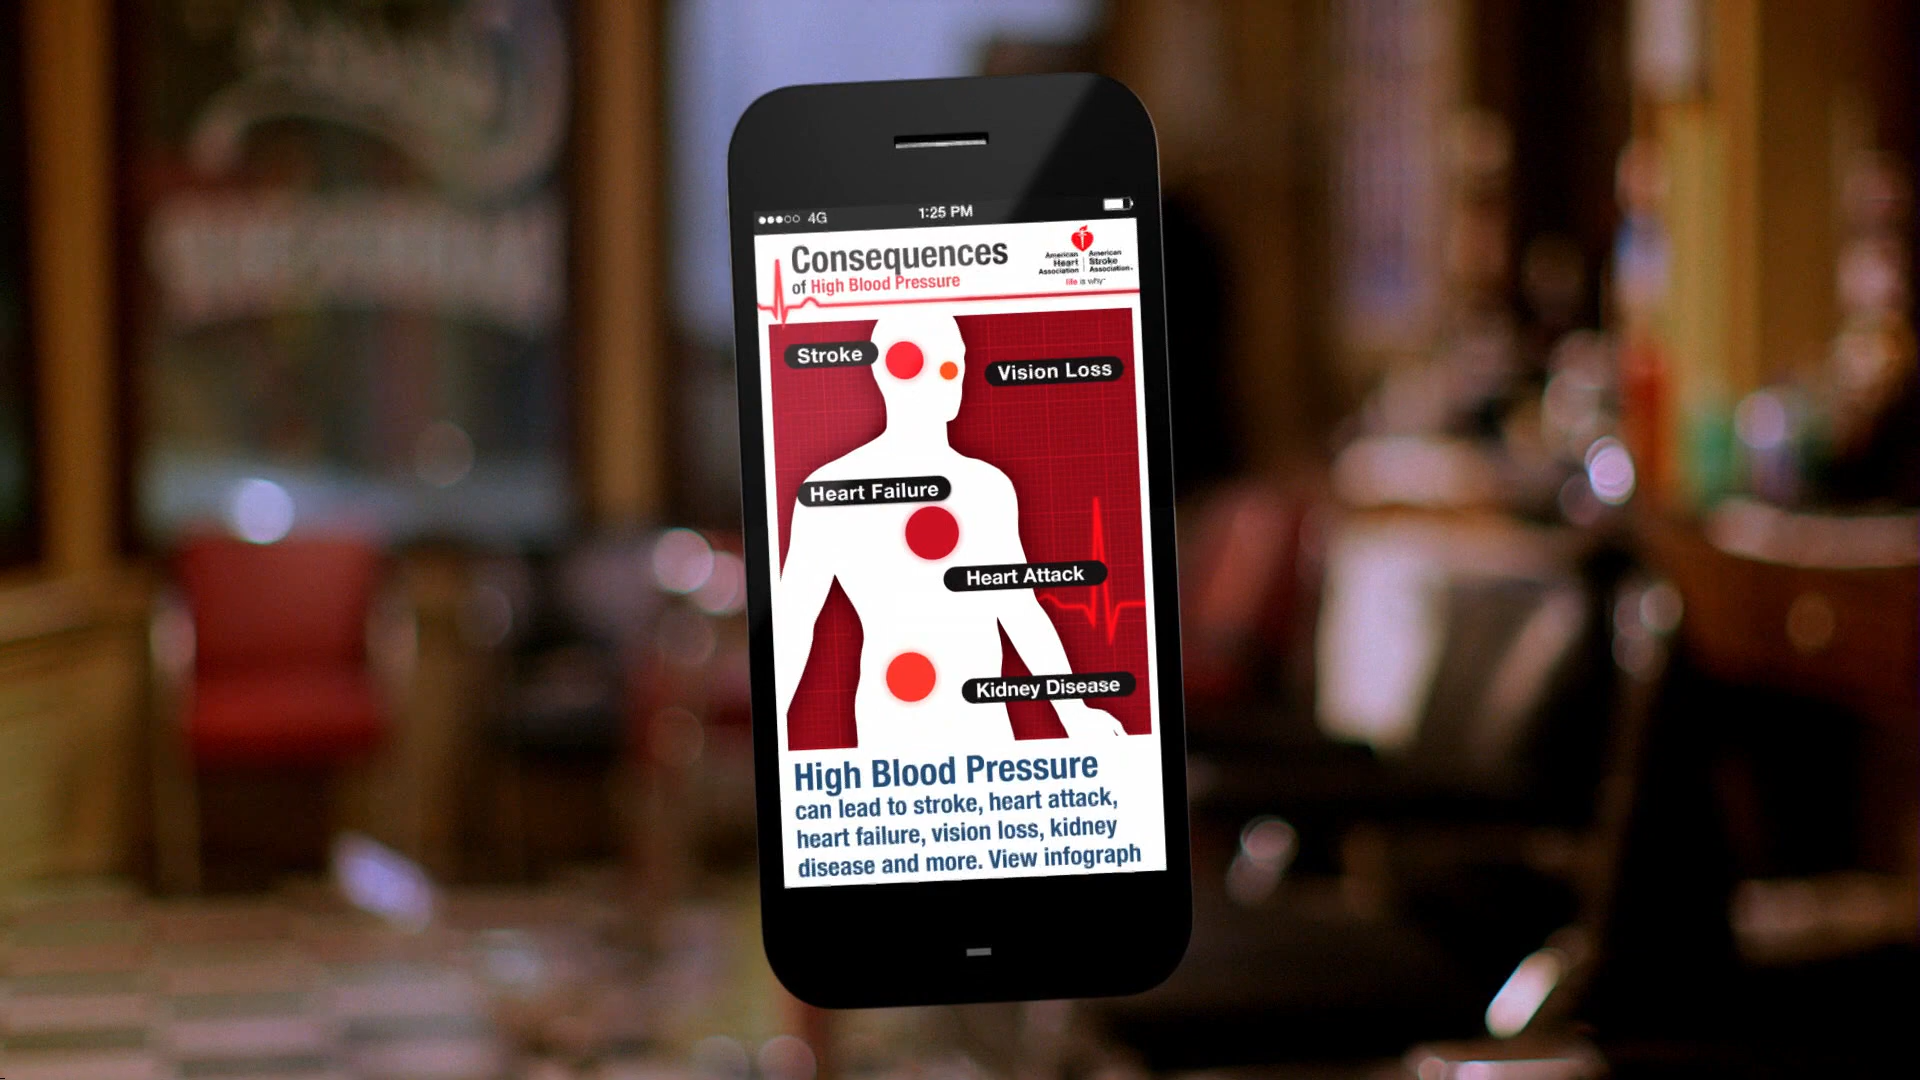 4G
1:25 PM
Consequences
of High Blood Pressure
American
Heart
Association
American
Stroke
Association
life is why™
Stroke
Vision Loss
Heart Failure
Heart Attack
Kidney Disease
High Blood Pressure
can lead to stroke, heart attack,
heart failure, vision loss, kidney
disease and more. View infograph